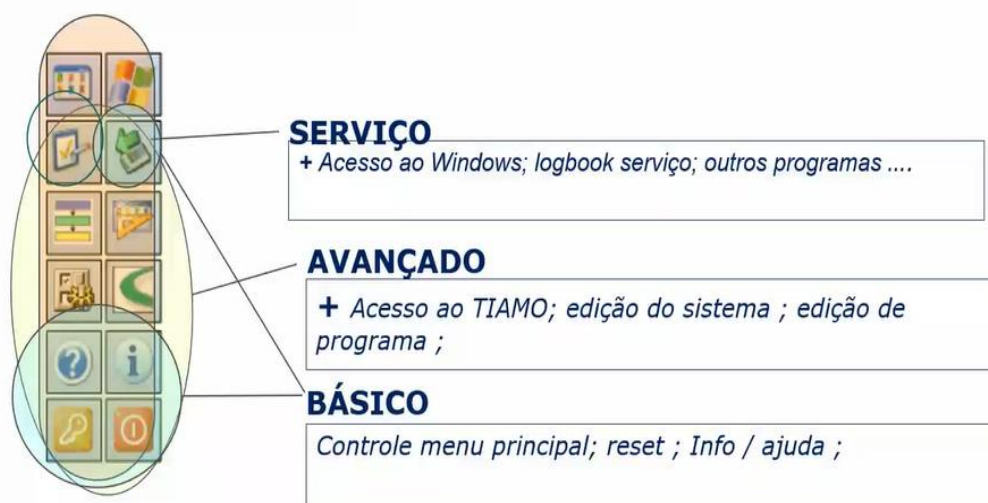 SERVIÇO
+ Acesso ao Windows; logbook serviço; outros programas ....
AVANÇADO
+ Acesso ao TIAMO; edição do sistema ; edição de
programa ;
BÁSICO
Controle menu principal; reset ; Info / ajuda ;